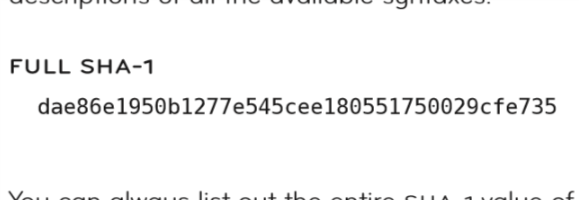 descriptions of all the available syntaxes.
FULL SHA-1
dae86e1950b1277e545cee180551750029cfe735
You can always list out the entire SHA-1 value of